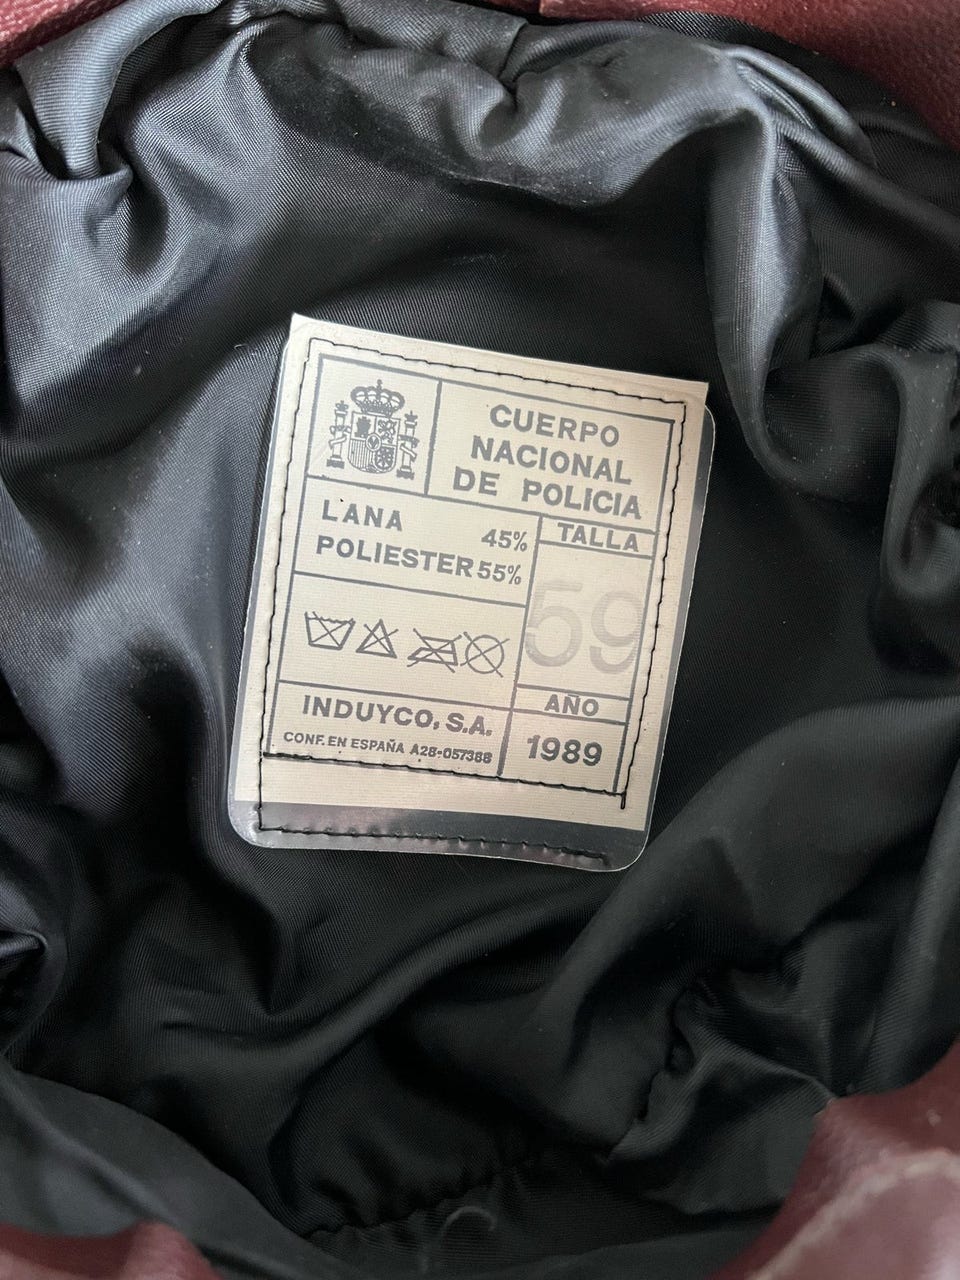 CUERPO
NACIONAL
DE POLICIA
LANA 45%
POLIESTER 55%
TALLA
59
INDUYCO, S.A.
CONF. EN ESPAÑA A28-057388
AÑO
1989